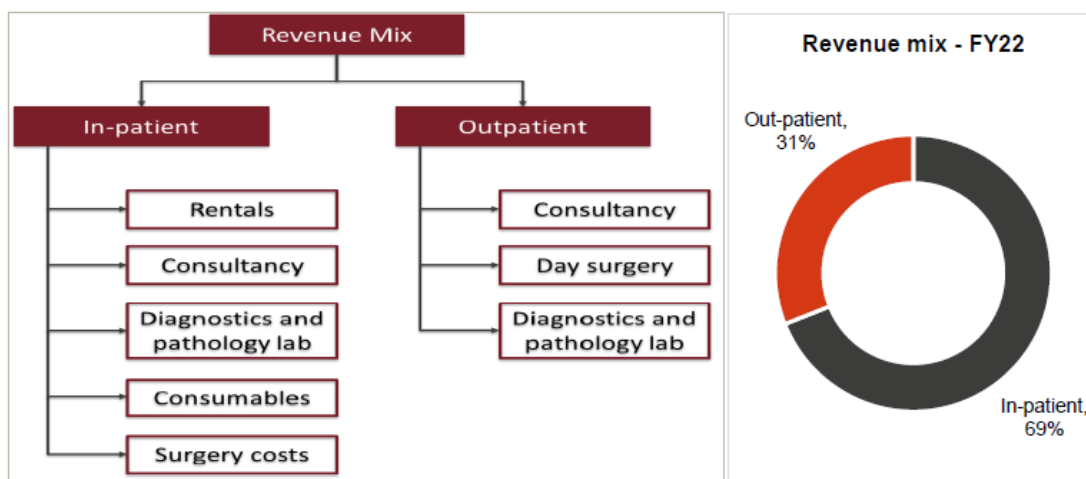 Revenue Mix
In-patient
Rentals
Consultancy
Diagnostics and
pathology lab
Consumables
Surgery costs
Outpatient
Consultancy
Day surgery
Diagnostics and
pathology lab
Revenue mix - FY22
Out-patient,
31%
In-patient,
69%